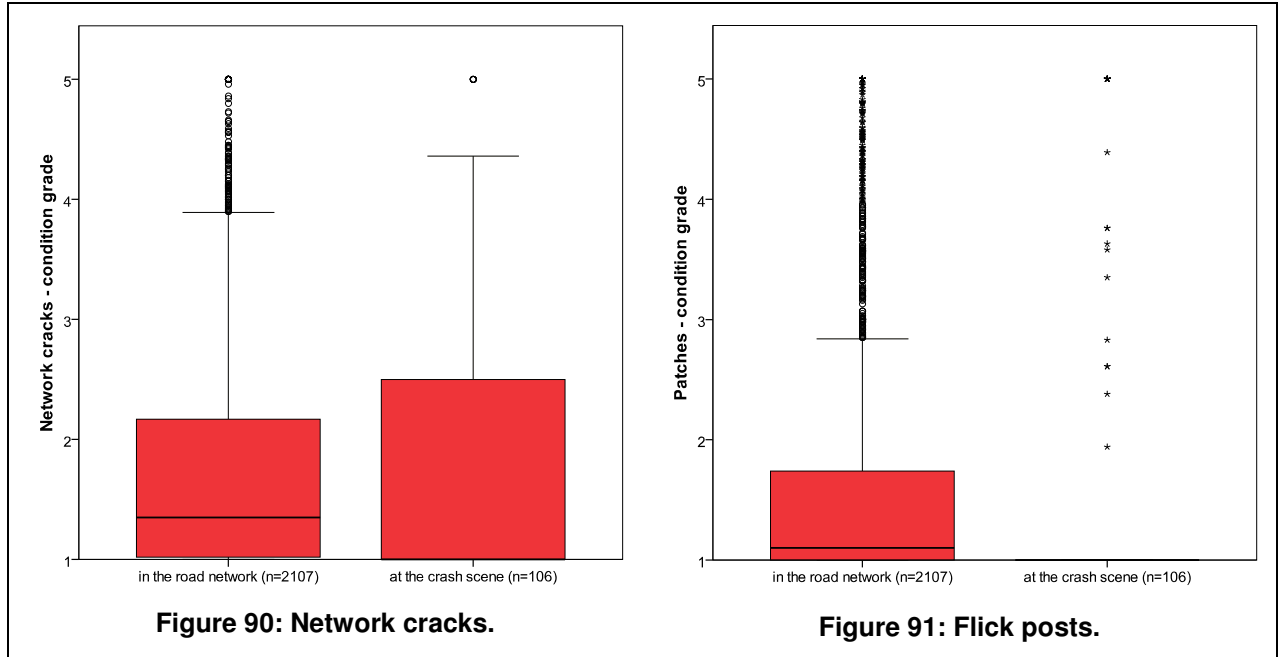 Network cracks - condition grade
5
4
3
2
1
in the road network (n=2107)
at the crash scene (n=106)
Figure 90: Network cracks.
Patches - condition grade
5
4
3
2
1
in the road network (n=2107)
at the crash scene (n=106)
Figure 91: Flick posts.